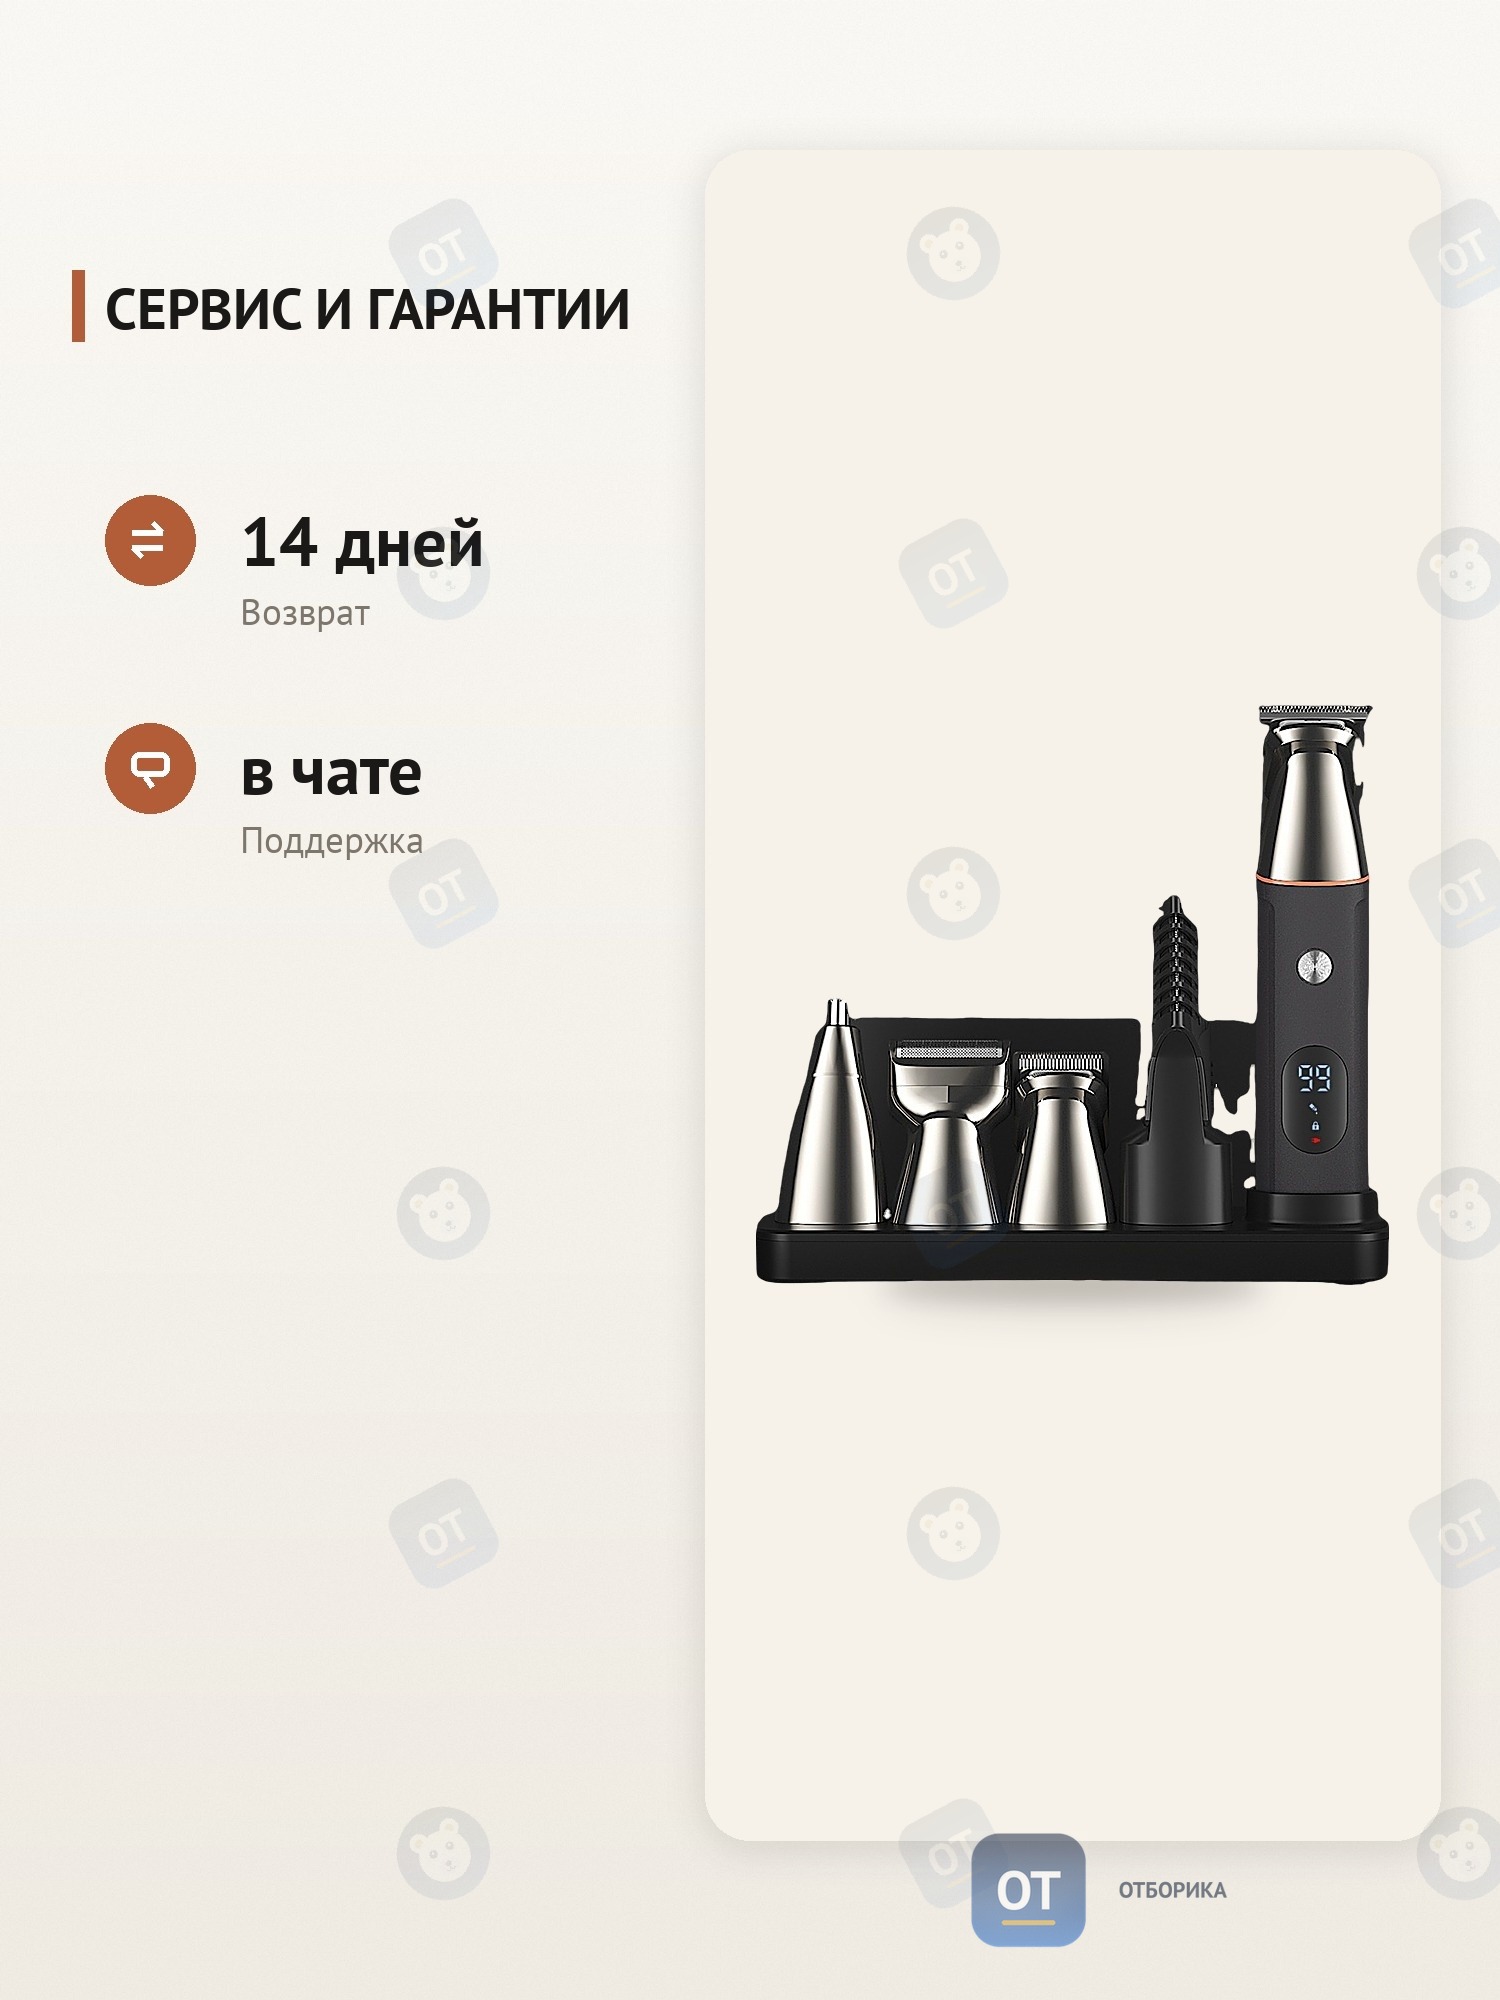 СЕРВИС И ГАРАНТИИ
14 дней
Возврат
в чате
Поддержка
99
ОТ
ОТБОРИКА